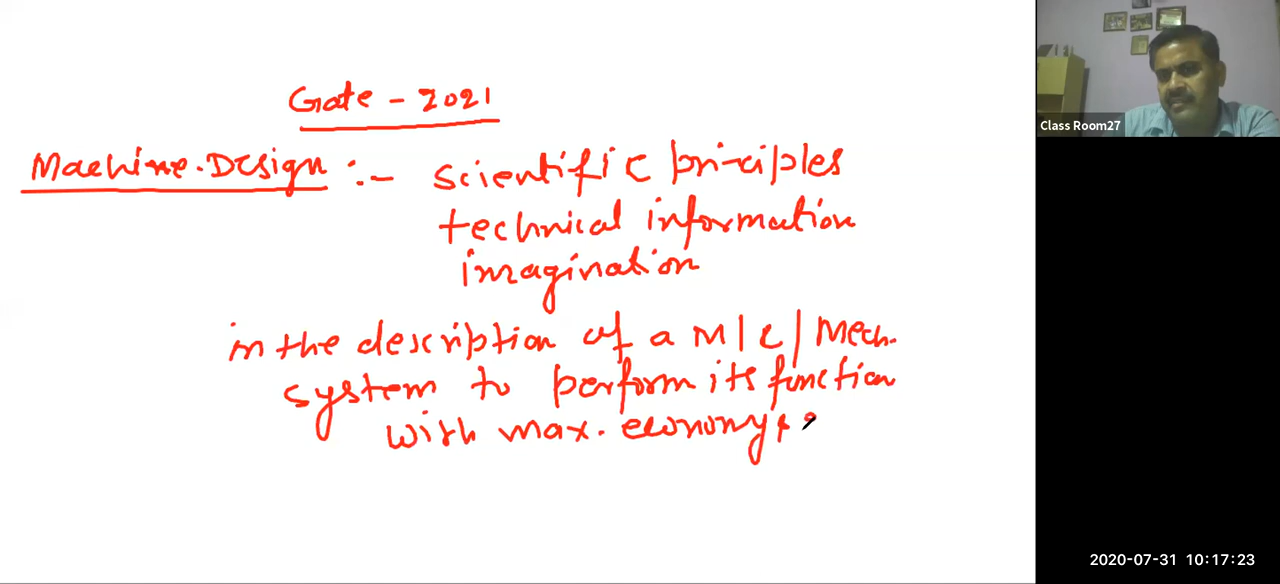 Gate - 2021
Machine Design :- scientific principles
technical information
imagination
in the description of a M/C/Mech.
system to perform its function
with max. economy &
Class Room27
2020-07-31 10:17:23